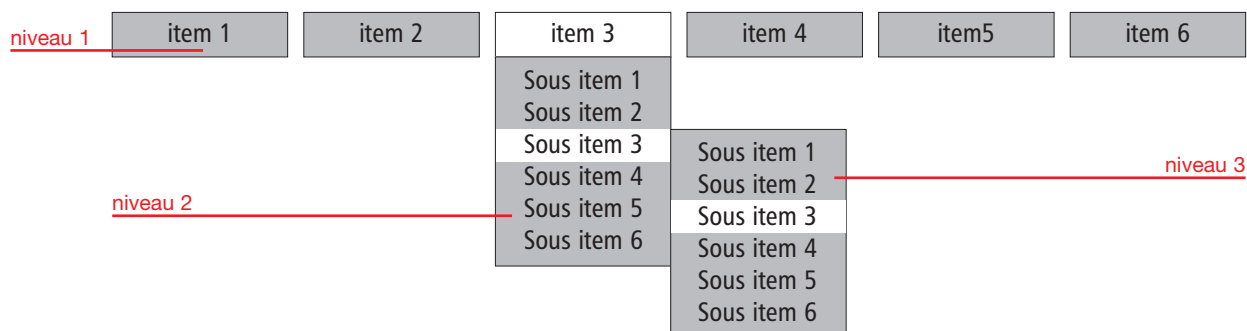 niveau 1
item 1
item 2
item 3
item 4
item5
item 6
Sous item 1
Sous item 2
Sous item 3
Sous item 4
Sous item 5
Sous item 6
niveau 2
Sous item 1
Sous item 2
Sous item 3
Sous item 4
Sous item 5
Sous item 6
niveau 3